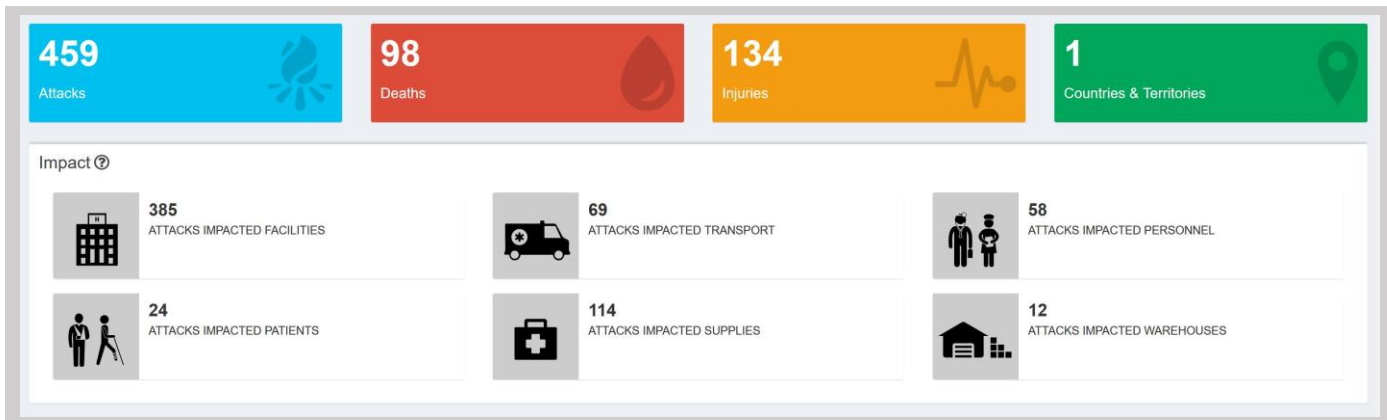 459
Attacks
98
Deaths
134
Injuries
1
Countries & Territories
Impact
385
ATTACKS IMPACTED FACILITIES
69
ATTACKS IMPACTED TRANSPORT
58
ATTACKS IMPACTED PERSONNEL
24
ATTACKS IMPACTED PATIENTS
114
ATTACKS IMPACTED SUPPLIES
12
ATTACKS IMPACTED WAREHOUSES